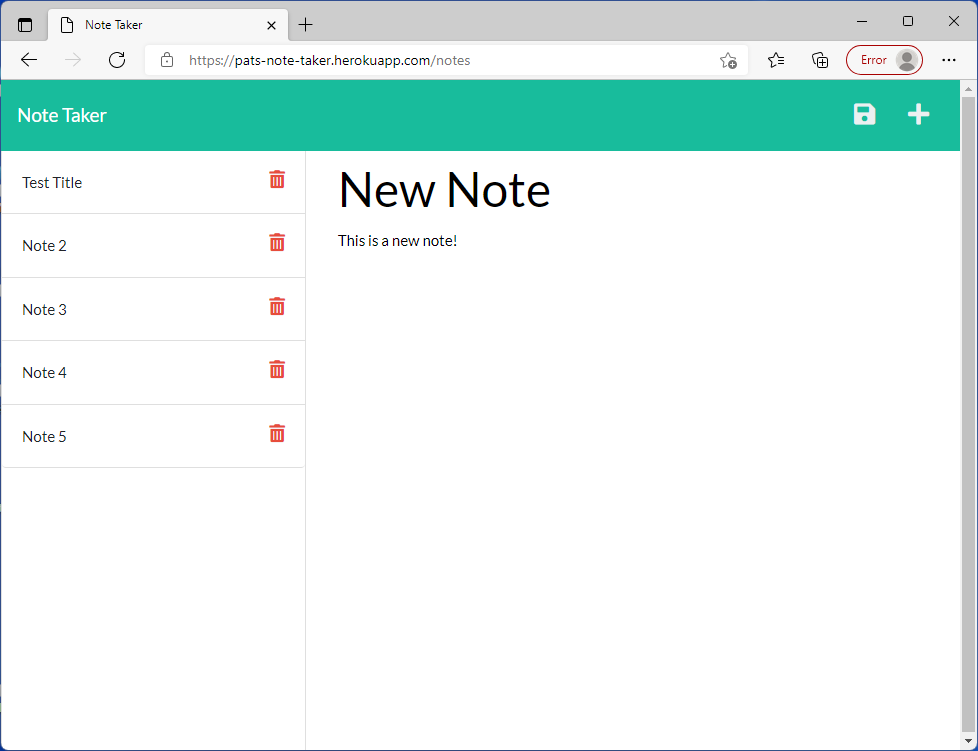 Note Taker
https://pats-note-taker.herokuapp.com/notes
Error
Note Taker
Test Title
Note 2
Note 3
Note 4
Note 5
New Note
This is a new note!